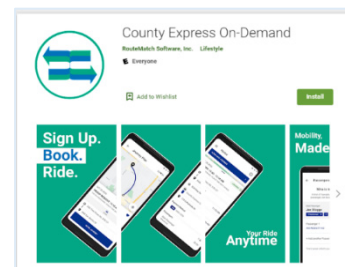 County Express On-Demand
RouteMatch Software, Inc. Lifestyle
Everyone
Add to Wishlist
Install
Sign Up.
Book.
Ride.
Your Ride
Anytime
Mobility,
Made